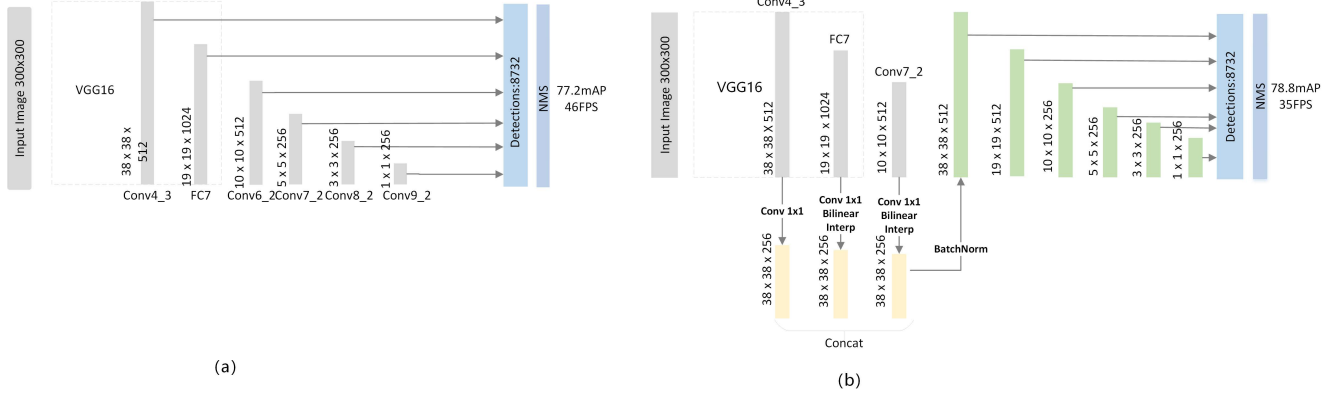 Input Image 300x300
VGG16
38 x 38 x
512
19 x 19 x 1024
10 x 10 x 512
5 x 5 x 256
3 x 3 x 256
1 x 1 x 256
Conv4_3
FC7
Conv6_2
Conv7_2
Conv8_2
Conv9_2
Detections:8732
NMS
77.2mAP
46FPS
(a)
Input Image 300x300
Conv4_3
VGG16
FC7
Conv7_2
38 x 38 x 512
19 x 19 x 1024
10 x 10 x 512
Conv 1x1
Conv 1x1
Bilinear
Interp
Conv 1x1
Bilinear
Interp
38 x 38 x 256
38 x 38 x 256
38 x 38 x 256
Concat
BatchNorm
38 x 38 x 512
19 x 19 x 512
10 x 10 x 256
5 x 5 x 256
3 x 3 x 256
1 x 1 x 256
Detections:8732
NMS
78.8mAP
35FPS
(b)